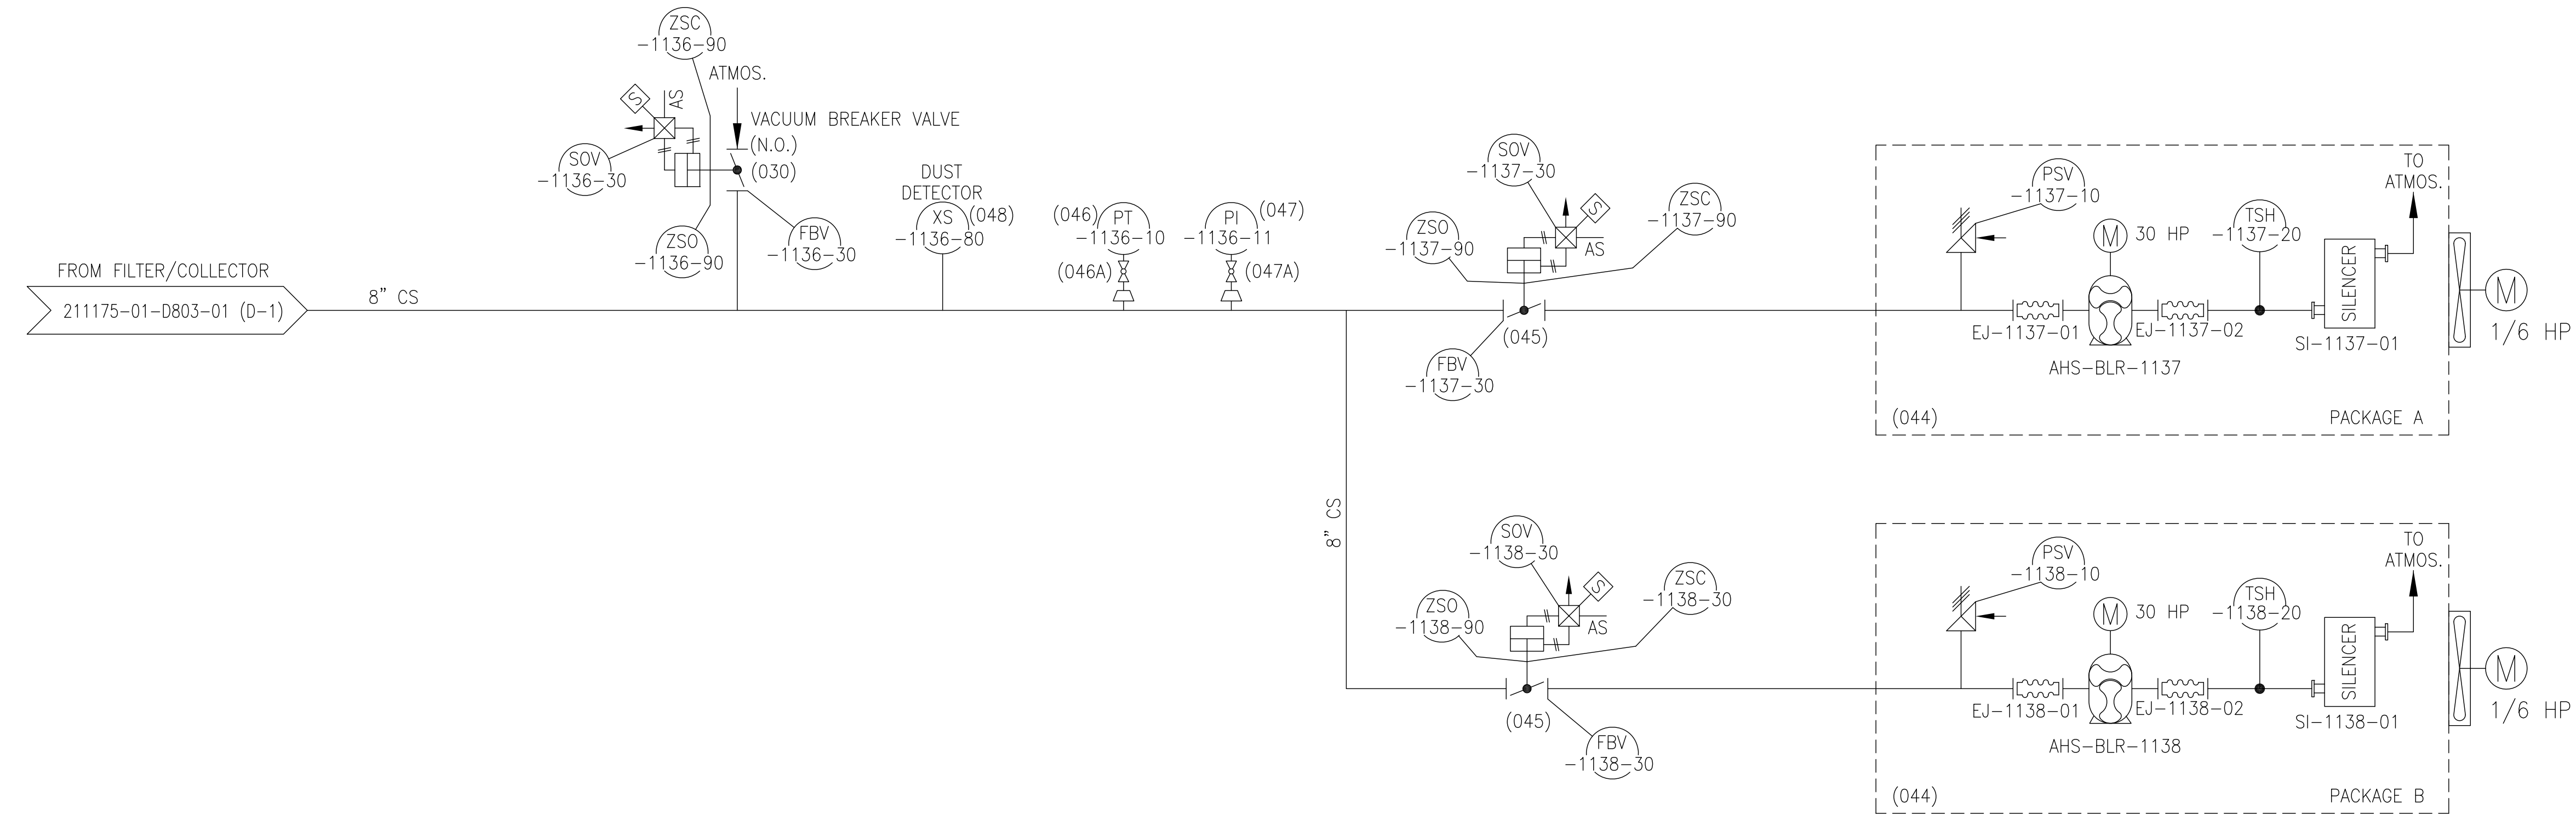 FROM FILTER/COLLECTOR
211175-01-D803-01 (D-1)
8" CS
ZSC
-1136-90
ATMOS.
S
AS
VACUUM BREAKER VALVE
(N.O.)
(030)
SOV
-1136-30
ZSO
-1136-90
FBV
-1136-30
DUST
DETECTOR
XS
-1136-80
(048)
(046)
PT
-1136-10
(046A)
PI
-1136-11
(047)
(047A)
SOV
-1137-30
S
AS
ZSO
-1137-90
ZSC
-1137-90
FBV
-1137-30
(045)
PSV
-1137-10
M
30 HP
TSH
-1137-20
TO
ATMOS.
SILENCER
EJ-1137-01
EJ-1137-02
SI-1137-01
AHS-BLR-1137
(044)
PACKAGE A
M
1/6 HP
8" CS
SOV
-1138-30
S
AS
ZSO
-1138-90
ZSC
-1138-30
(045)
FBV
-1138-30
PSV
-1138-10
M
30 HP
TSH
-1138-20
TO
ATMOS.
SILENCER
EJ-1138-01
EJ-1138-02
SI-1138-01
AHS-BLR-1138
(044)
PACKAGE B
M
1/6 HP